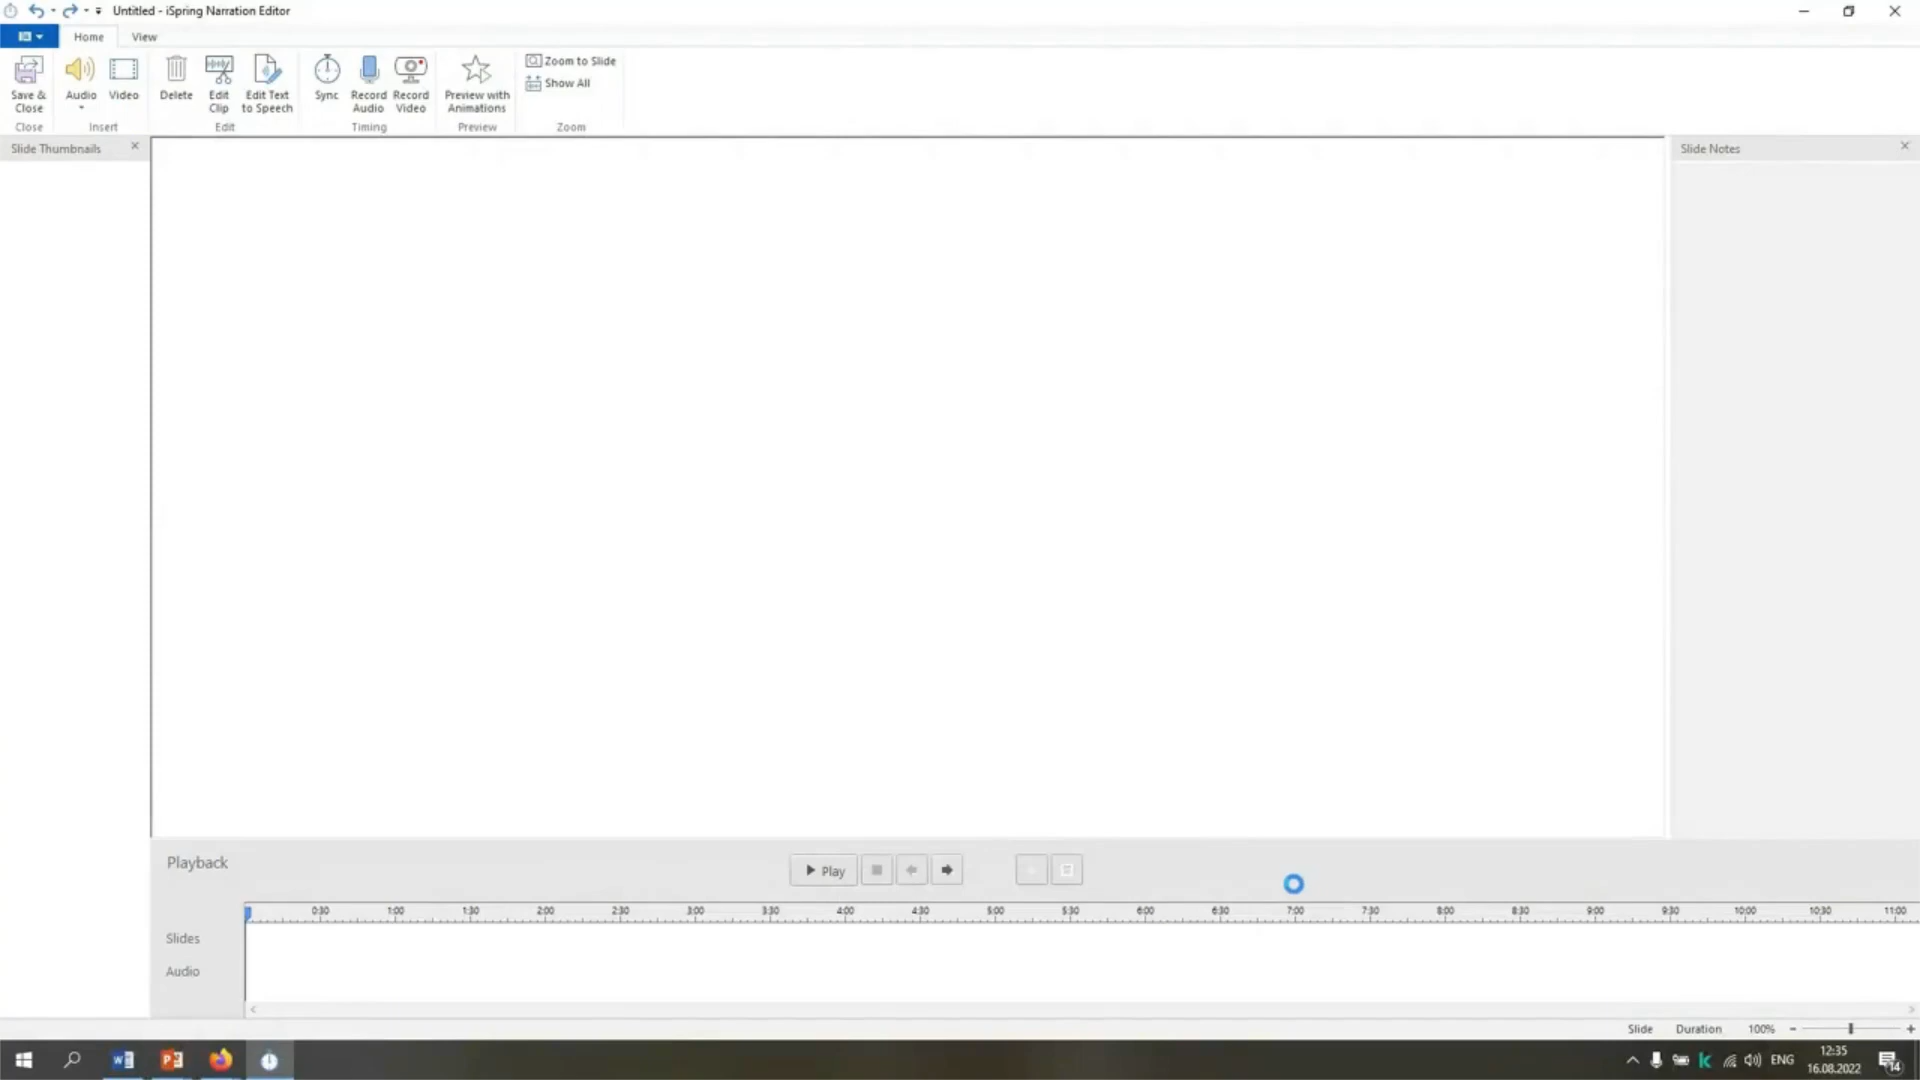 Untitled - iSpring Narration Editor
Home View
Save & Close
Audio
Video
Delete
Edit Clip
Edit Text to Speech
Sync
Record Audio
Record Video
Preview with Animations
Zoom to Slide
Show All
Close Insert Edit Timing Preview Zoom
Slide Thumbnails
Slide Notes
Playback
Play
0:30 1:00 1:30 2:00 2:30 3:00 3:30 4:00 4:30 5:00 5:30 6:00 6:30 7:00 7:30 8:00 8:30 9:00 9:30 10:00 10:30 11:00
Slides
Audio
Slide Duration 100%
ENG
12:35
16.08.2022
14